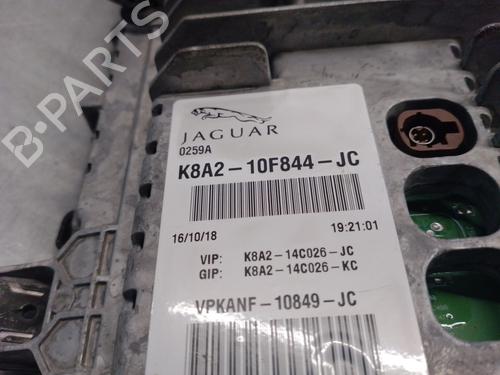 JAGUAR
0259A
K8A2-10F844-JC
16/10/18 19:21:01
VIP: K8A2-14C026-JC
GIP: K8A2-14C026-KC
VPKANF-10849-JC
B-PARTS